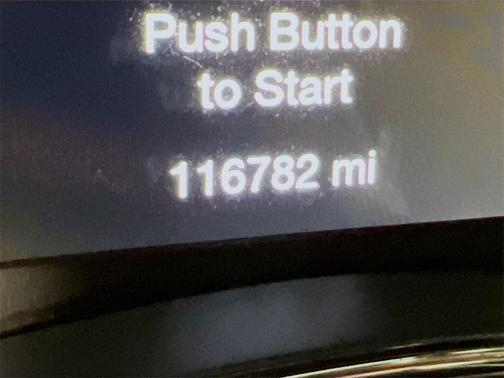 Push Button
to Start
116782 mi